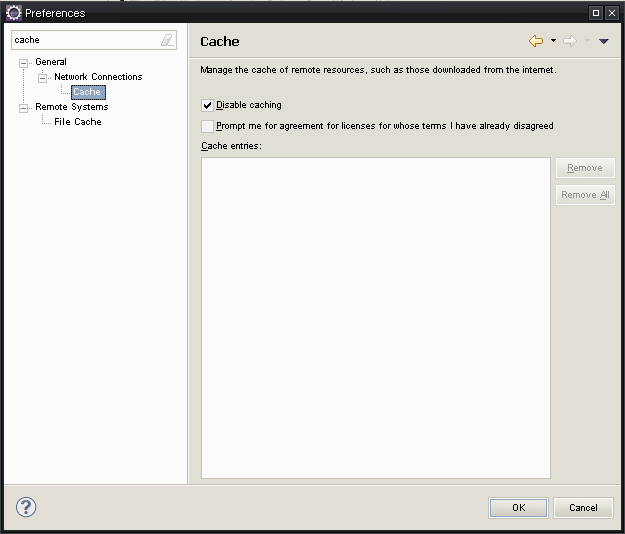 Preferences
cache
General
Network Connections
Cache
Remote Systems
File Cache
Cache
Manage the cache of remote resources, such as those downloaded from the internet.
Disable caching
Prompt me for agreement for licenses for whose terms I have already disagreed
Cache entries:
Remove
Remove All
?
OK
Cancel